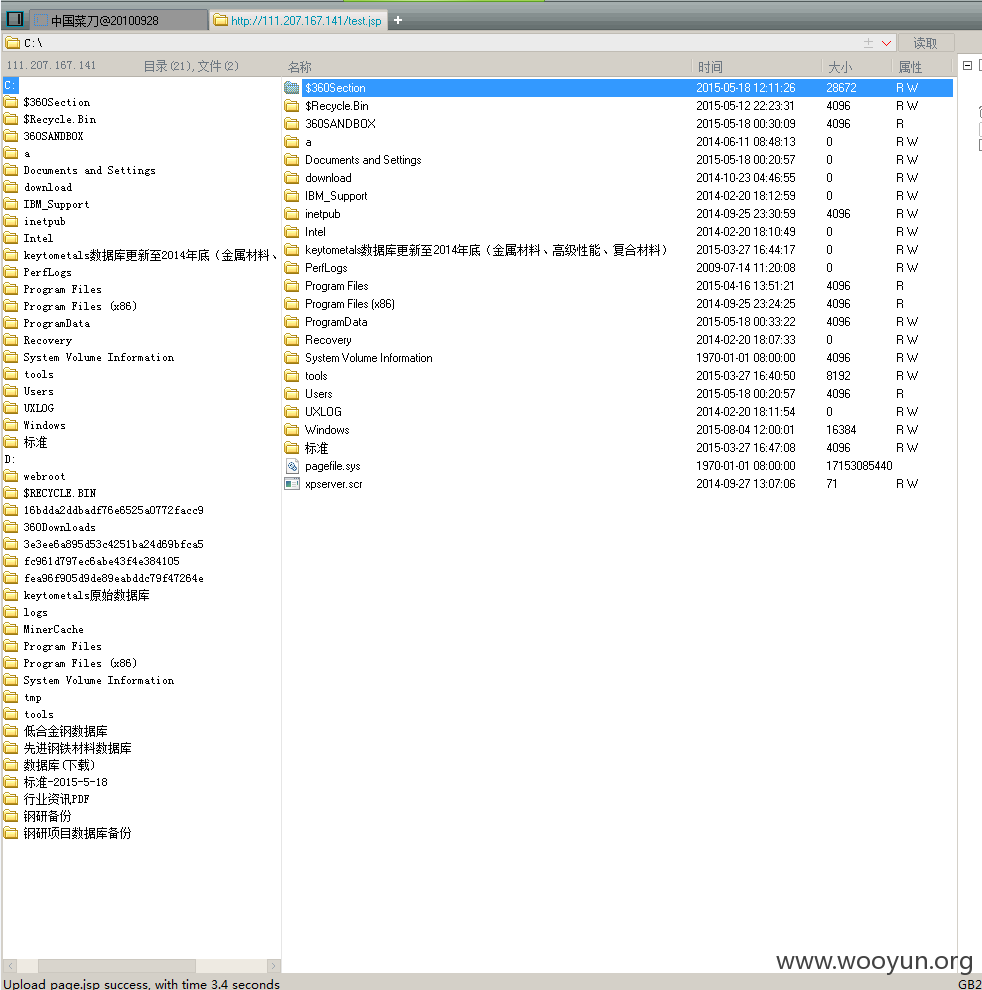 中国菜刀@20100928 http://111.207.167.141/test.jsp +
C:\ 读取
111.207.167.141 目录(21),文件(2) 名称 时间 大小 属性
C:
$360Section
$Recycle.Bin
360SANDBOX
a
Documents and Settings
download
IBM_Support
inetpub
Intel
keytometals数据库更新至2014年底（金属材料、
PerfLogs
Program Files
Program Files (x86)
ProgramData
Recovery
System Volume Information
tools
Users
UXLOG
Windows
标准
D:
webroot
$RECYCLE.BIN
16bdda2ddbadf76e6525a0772facc9
360Downloads
3e3ee6a895d53c4251ba24d69bfca5
fc961d797ec6abe43f4e384105
fea96f905d9de89eabddc79f47264e
keytometals原始数据库
logs
MinerCache
Program Files
Program Files (x86)
System Volume Information
tmp
tools
低合金钢数据库
先进钢铁材料数据库
数据库(下载)
标准-2015-5-18
行业资讯PDF
钢研备份
钢研项目数据库备份
$360Section 2015-05-18 12:11:26 28672 R W
$Recycle.Bin 2015-05-12 22:23:31 4096 R W
360SANDBOX 2015-05-18 00:30:09 4096 R
a 2014-06-11 08:48:13 0 R W
Documents and Settings 2015-05-18 00:20:57 0 R W
download 2014-10-23 04:46:55 0 R W
IBM_Support 2014-02-20 18:12:59 0 R W
inetpub 2014-09-25 23:30:59 4096 R W
Intel 2014-02-20 18:10:49 0 R W
keytometals数据库更新至2014年底（金属材料、高级性能、复合材料） 2015-03-27 16:44:17 0 R W
PerfLogs 2009-07-14 11:20:08 0 R W
Program Files 2015-04-16 13:51:21 4096 R
Program Files (x86) 2014-09-25 23:24:25 4096 R
ProgramData 2015-05-18 00:33:22 4096 R W
Recovery 2014-02-20 18:07:33 0 R W
System Volume Information 1970-01-01 08:00:00 4096 R W
tools 2015-03-27 16:40:50 8192 R W
Users 2015-05-18 00:20:57 4096 R
UXLOG 2014-02-20 18:11:54 0 R W
Windows 2015-08-04 12:00:01 16384 R W
标准 2015-03-27 16:47:08 4096 R W
pagefile.sys 1970-01-01 08:00:00 17153085440
xpserver.scr 2014-09-27 13:07:06 71 R W
www.wooyun.org
Upload page.jsp success, with time 3.4 seconds GB2